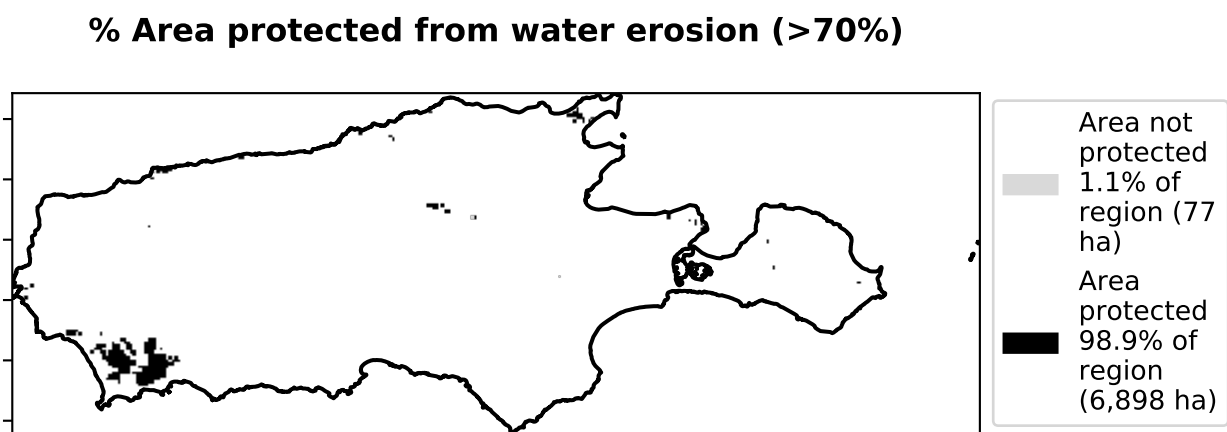 % Area protected from water erosion (>70%)
Area not
protected
1.1% of
region (77
ha)
Area
protected
98.9% of
region
(6,898 ha)